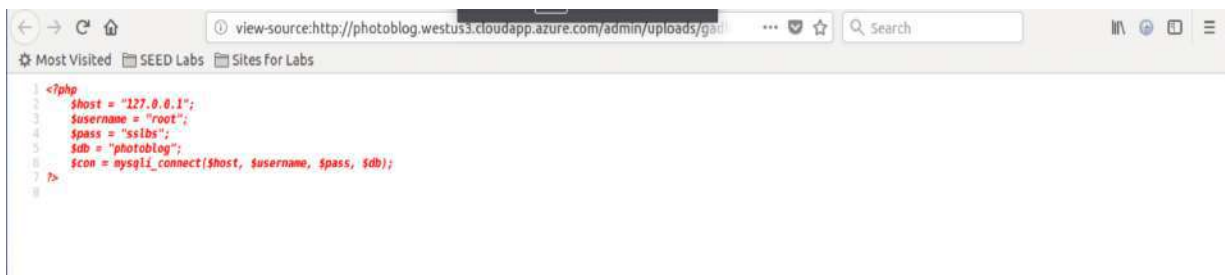 view-source:http://photoblog.westus3.cloudapp.azure.com/admin/uploads/gad
Search
Most Visited SEED Labs Sites for Labs
1 <?php
2 $host = "127.0.0.1";
3 $username = "root";
4 $pass = "sslbs";
5 $db = "photoblog";
6 $con = mysqli_connect($host, $username, $pass, $db);
7 ?>
8